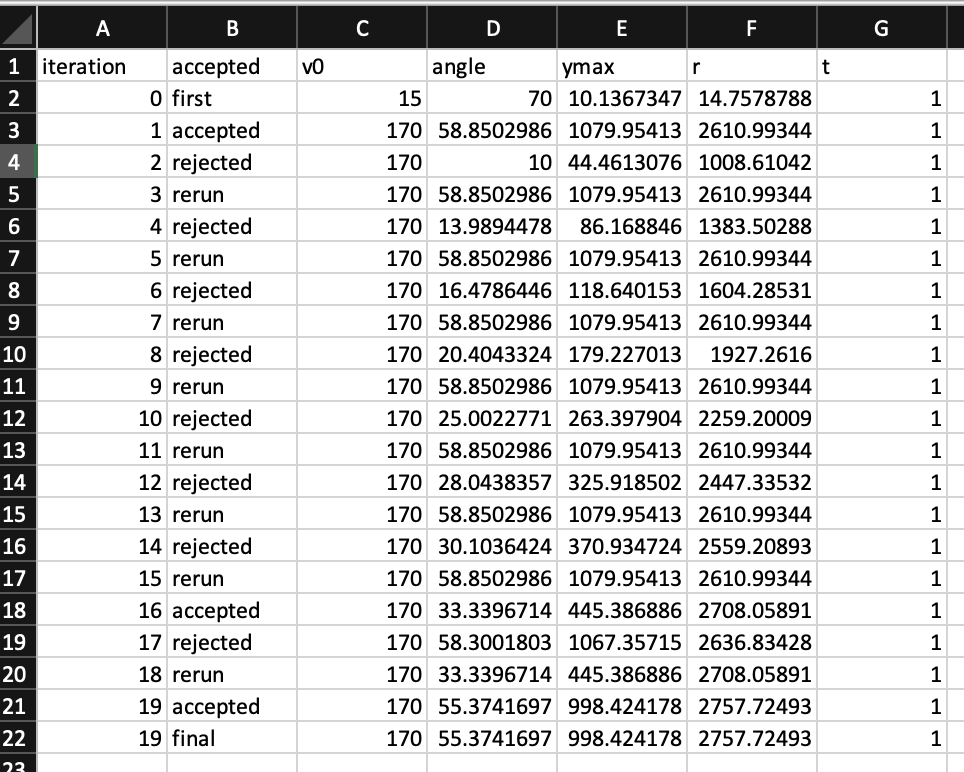 A B C D E F G
1 iteration accepted v0 angle ymax r t
2 0 first 15 70 10.1367347 14.7578788 1
3 1 accepted 170 58.8502986 1079.95413 2610.99344 1
4 2 rejected 170 10 44.4613076 1008.61042 1
5 3 rerun 170 58.8502986 1079.95413 2610.99344 1
6 4 rejected 170 13.9894478 86.168846 1383.50288 1
7 5 rerun 170 58.8502986 1079.95413 2610.99344 1
8 6 rejected 170 16.4786446 118.640153 1604.28531 1
9 7 rerun 170 58.8502986 1079.95413 2610.99344 1
10 8 rejected 170 20.4043324 179.227013 1927.2616 1
11 9 rerun 170 58.8502986 1079.95413 2610.99344 1
12 10 rejected 170 25.0022771 263.397904 2259.20009 1
13 11 rerun 170 58.8502986 1079.95413 2610.99344 1
14 12 rejected 170 28.0438357 325.918502 2447.33532 1
15 13 rerun 170 58.8502986 1079.95413 2610.99344 1
16 14 rejected 170 30.1036424 370.934724 2559.20893 1
17 15 rerun 170 58.8502986 1079.95413 2610.99344 1
18 16 accepted 170 33.3396714 445.386886 2708.05891 1
19 17 rejected 170 58.3001803 1067.35715 2636.83428 1
20 18 rerun 170 33.3396714 445.386886 2708.05891 1
21 19 accepted 170 55.3741697 998.424178 2757.72493 1
22 19 final 170 55.3741697 998.424178 2757.72493 1
23